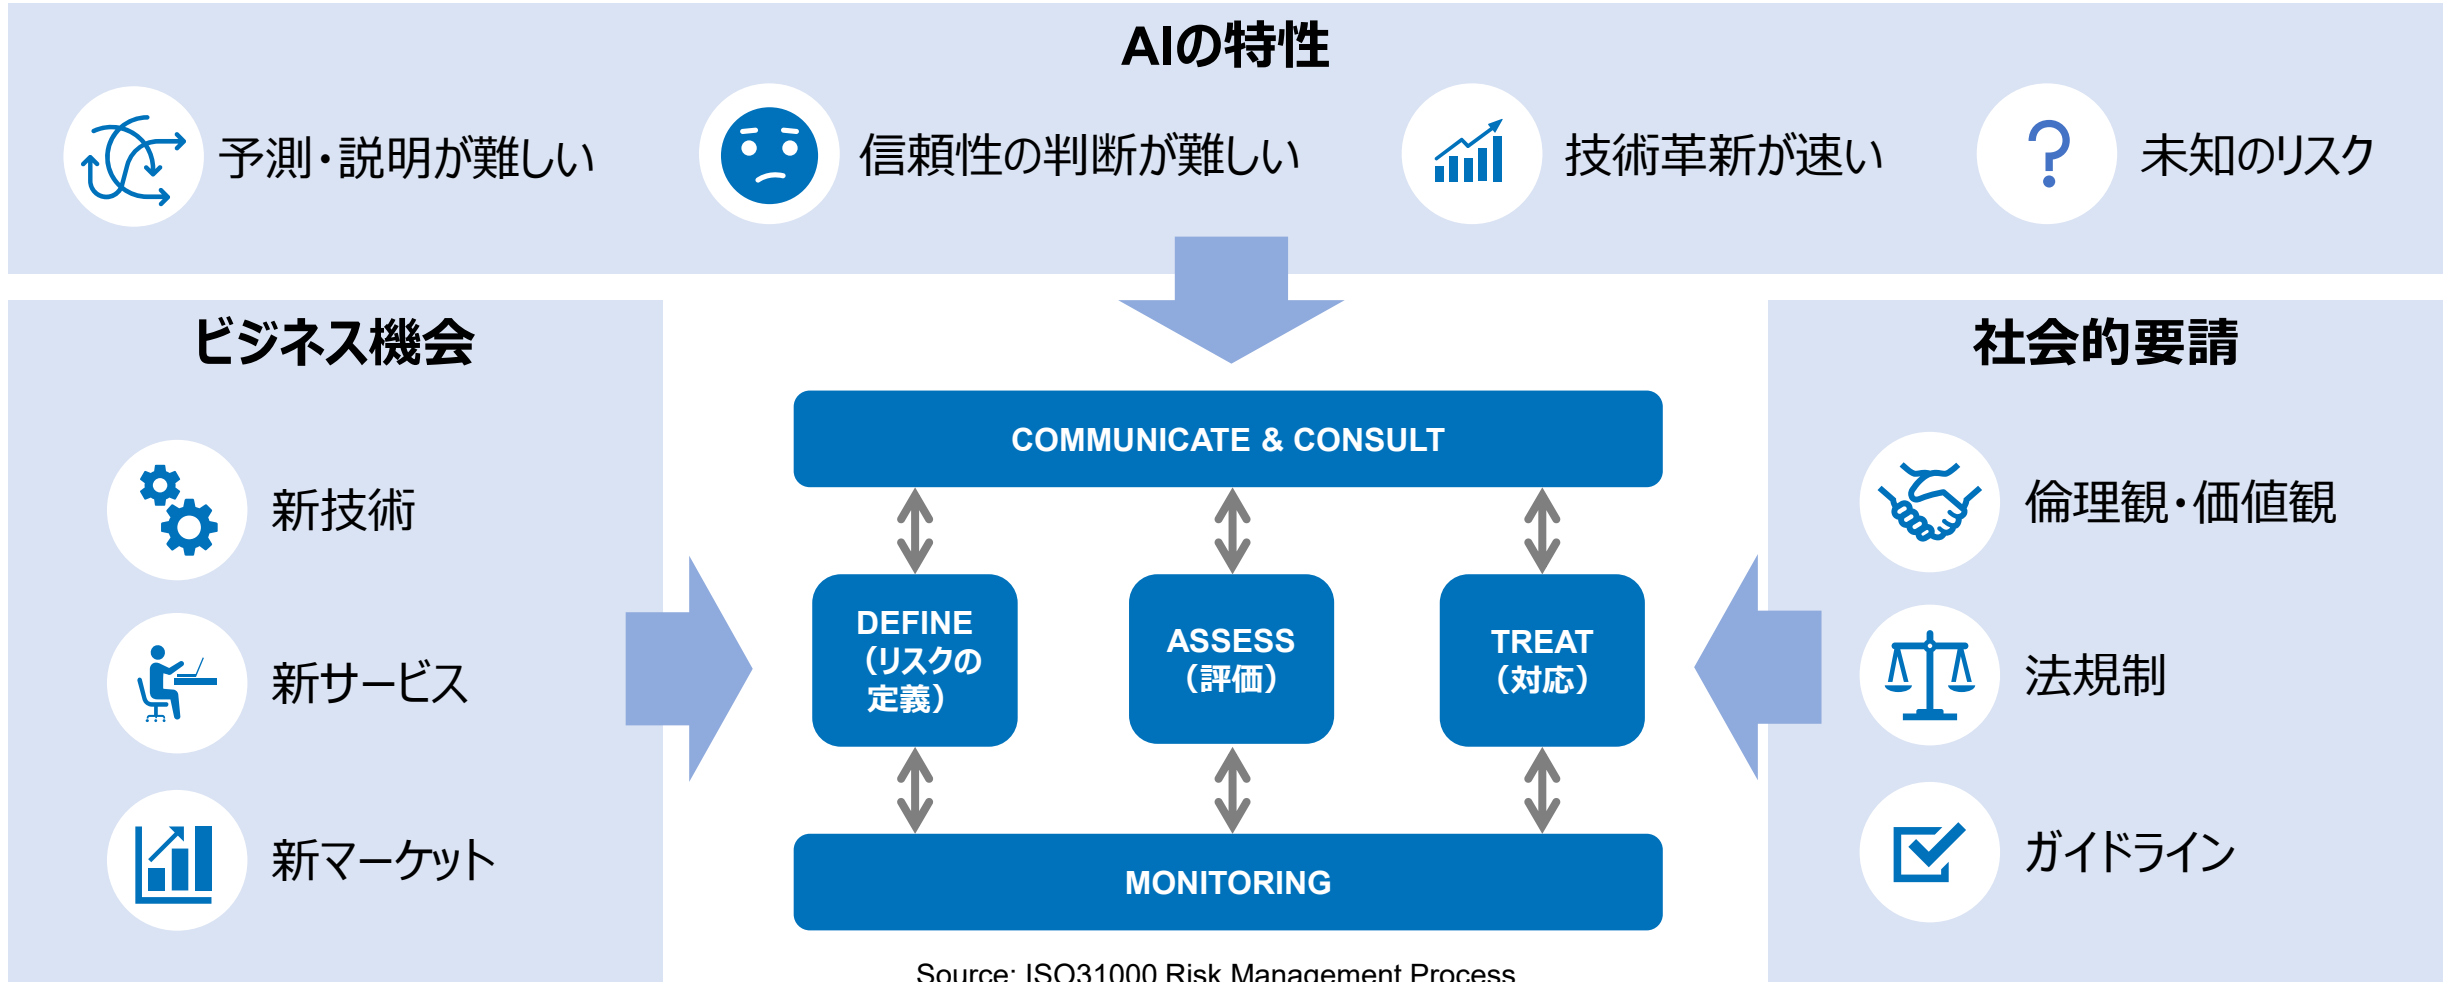 AIの特性
予測・説明が難しい
信頼性の判断が難しい
技術革新が速い
未知のリスク
ビジネス機会
新技術
新サービス
新マーケット
COMMUNICATE & CONSULT
DEFINE
（リスクの
定義）
ASSESS
（評価）
TREAT
（対応）
MONITORING
Source: ISO31000 Risk Management Process
社会的要請
倫理観・価値観
法規制
ガイドライン